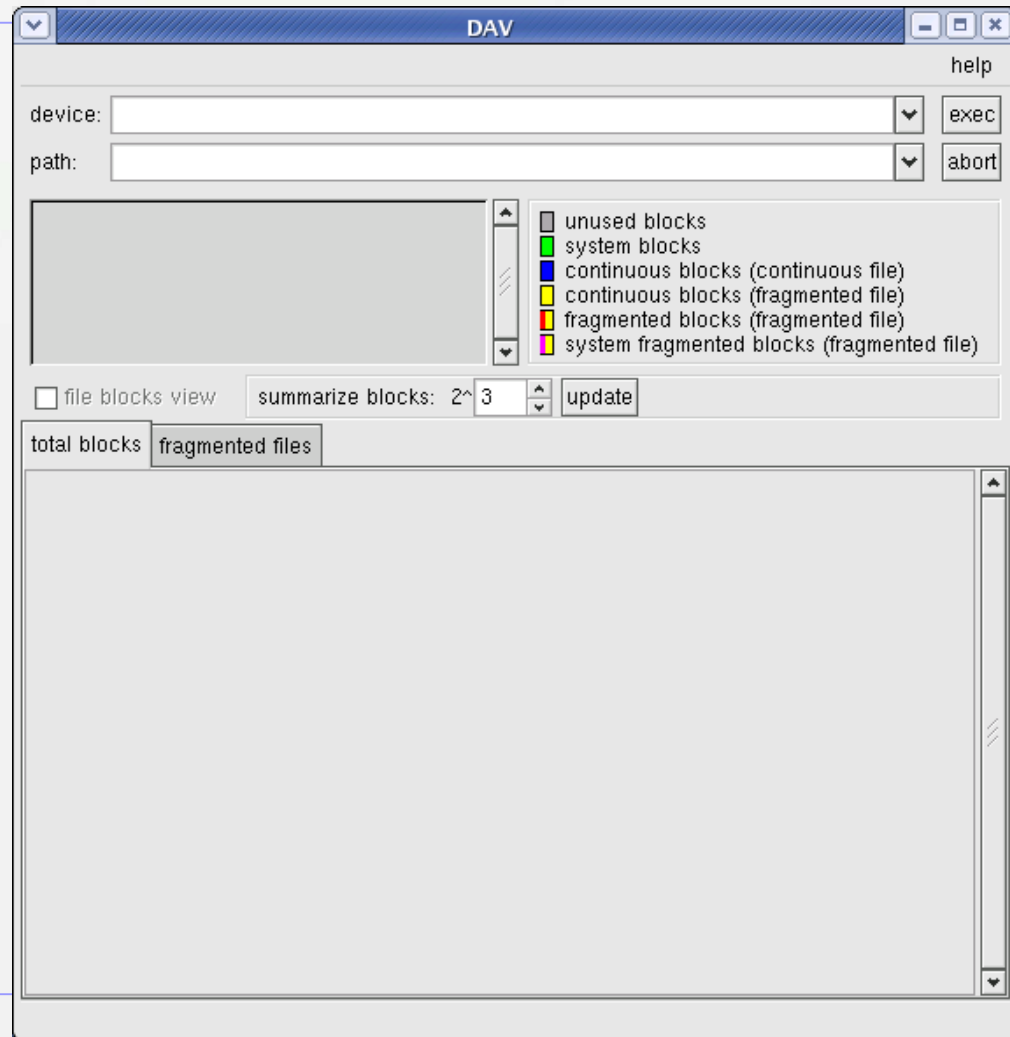 DAV
help
device:
exec
path:
abort
unused blocks
system blocks
continuous blocks (continuous file)
continuous blocks (fragmented file)
fragmented blocks (fragmented file)
system fragmented blocks (fragmented file)
file blocks view summarize blocks: 2^ 3 update
total blocks fragmented files